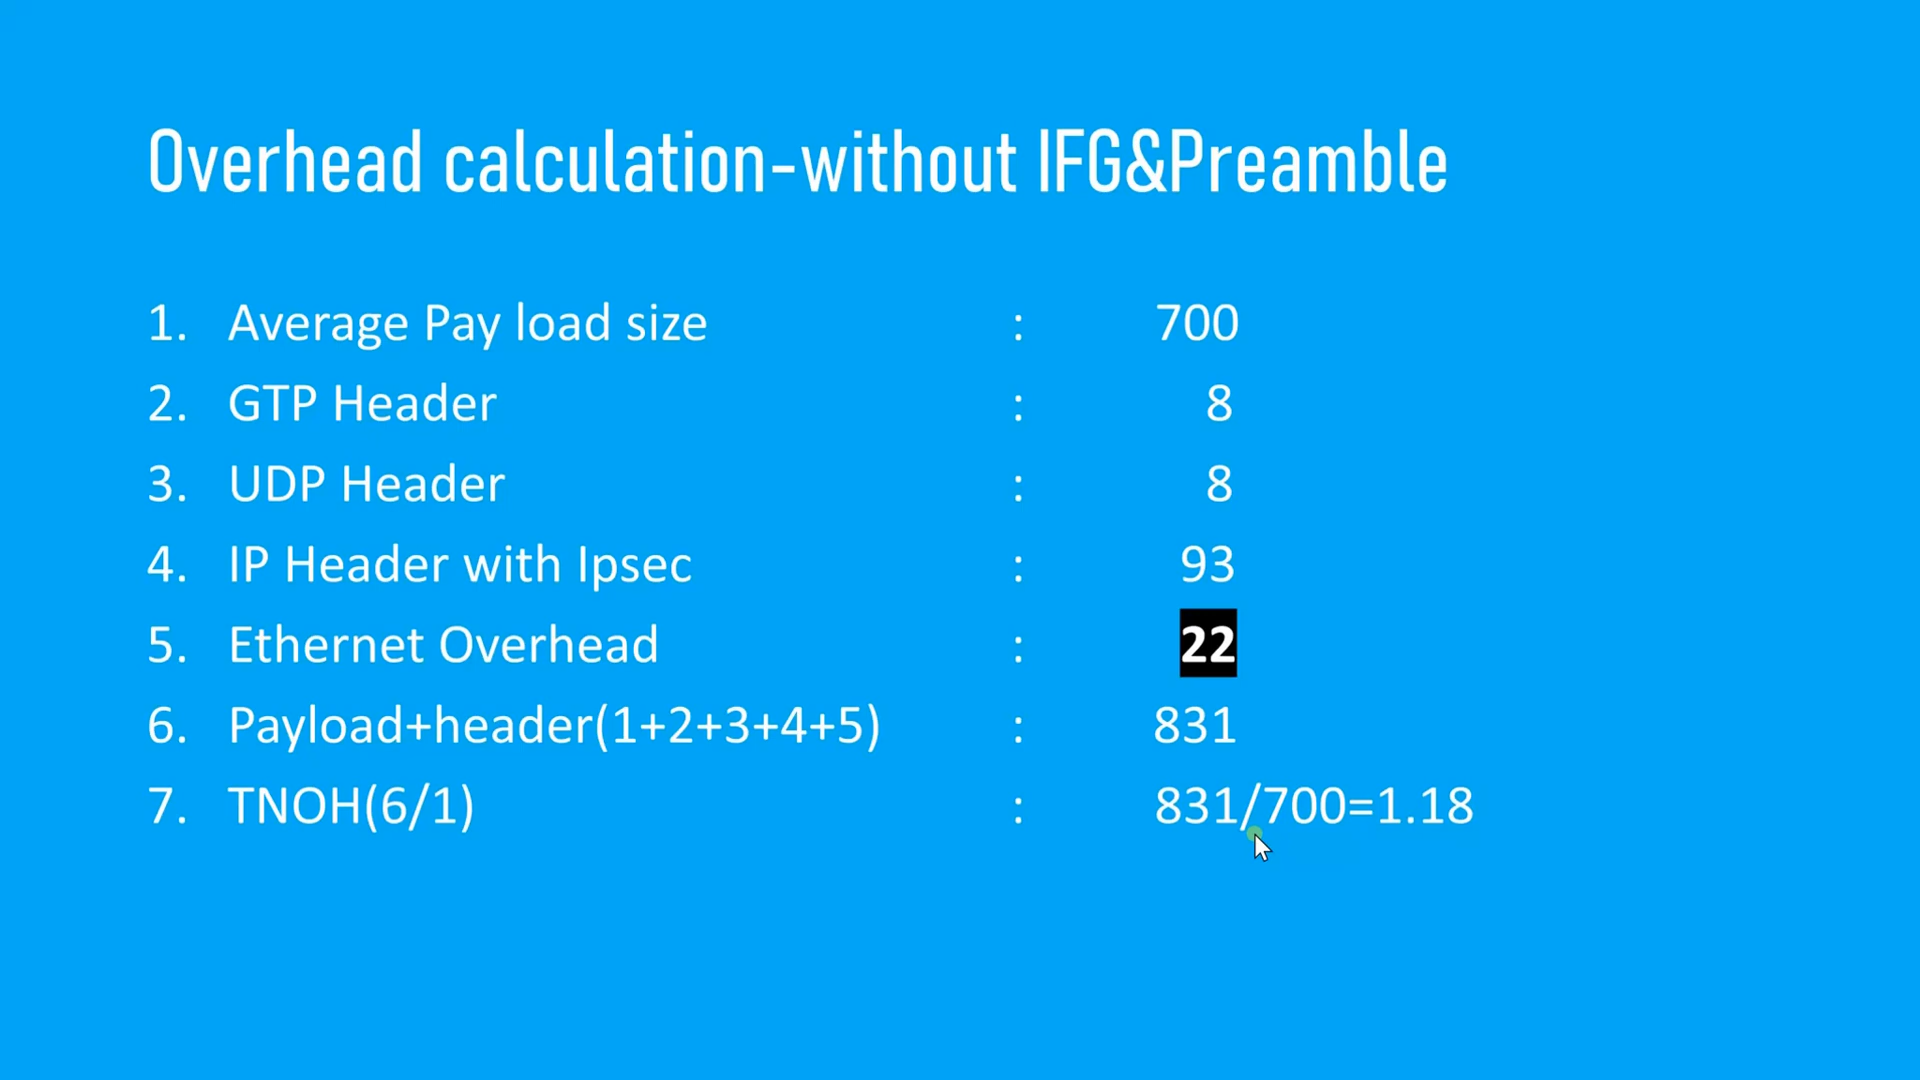 Overhead calculation-without IFG&Preamble
1. Average Pay load size : 700
2. GTP Header : 8
3. UDP Header : 8
4. IP Header with Ipsec : 93
5. Ethernet Overhead : 22
6. Payload+header(1+2+3+4+5) : 831
7. TNOH(6/1) : 831/700=1.18